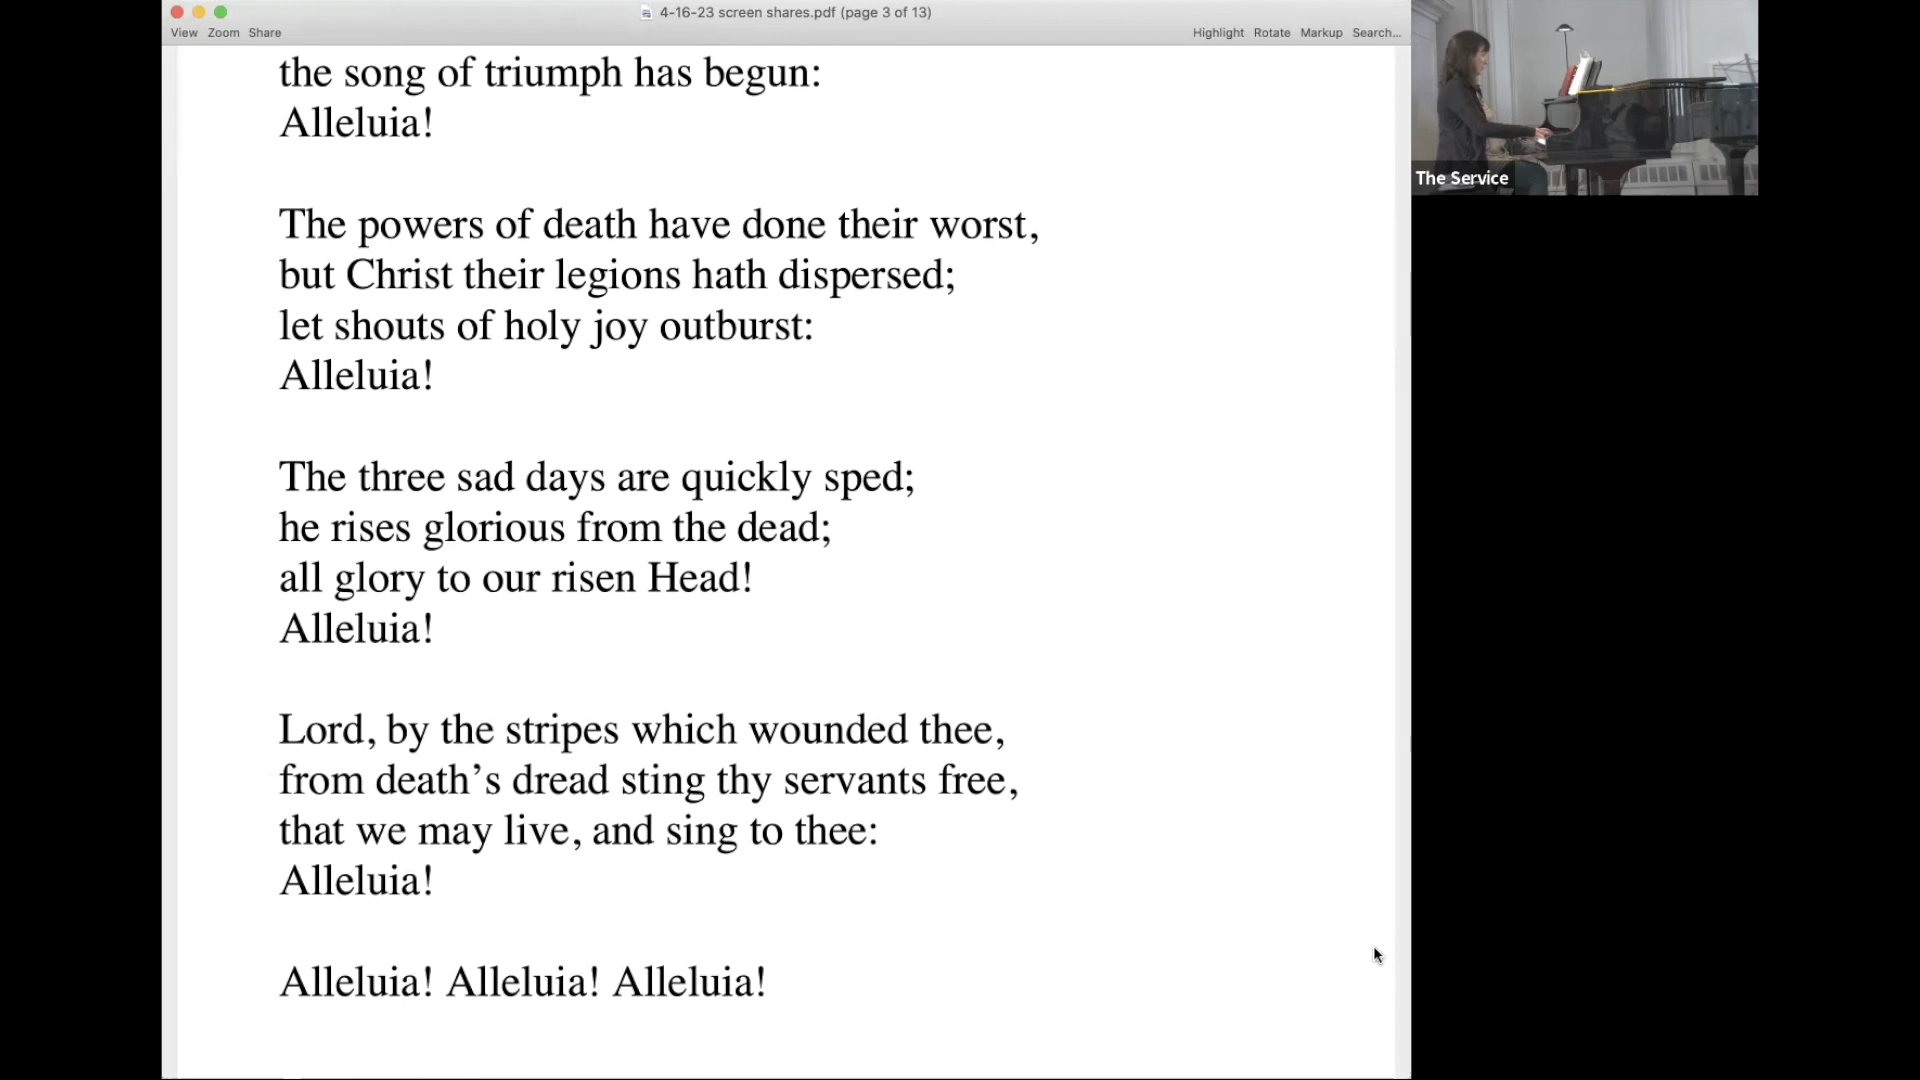 4-16-23 screen shares.pdf (page 3 of 13)
View Zoom Share
Highlight Rotate Markup Search...
the song of triumph has begun:
Alleluia!
The powers of death have done their worst,
but Christ their legions hath dispersed;
let shouts of holy joy outburst:
Alleluia!
The three sad days are quickly sped;
he rises glorious from the dead;
all glory to our risen Head!
Alleluia!
Lord, by the stripes which wounded thee,
from death’s dread sting thy servants free,
that we may live, and sing to thee:
Alleluia!
Alleluia! Alleluia! Alleluia!
The Service